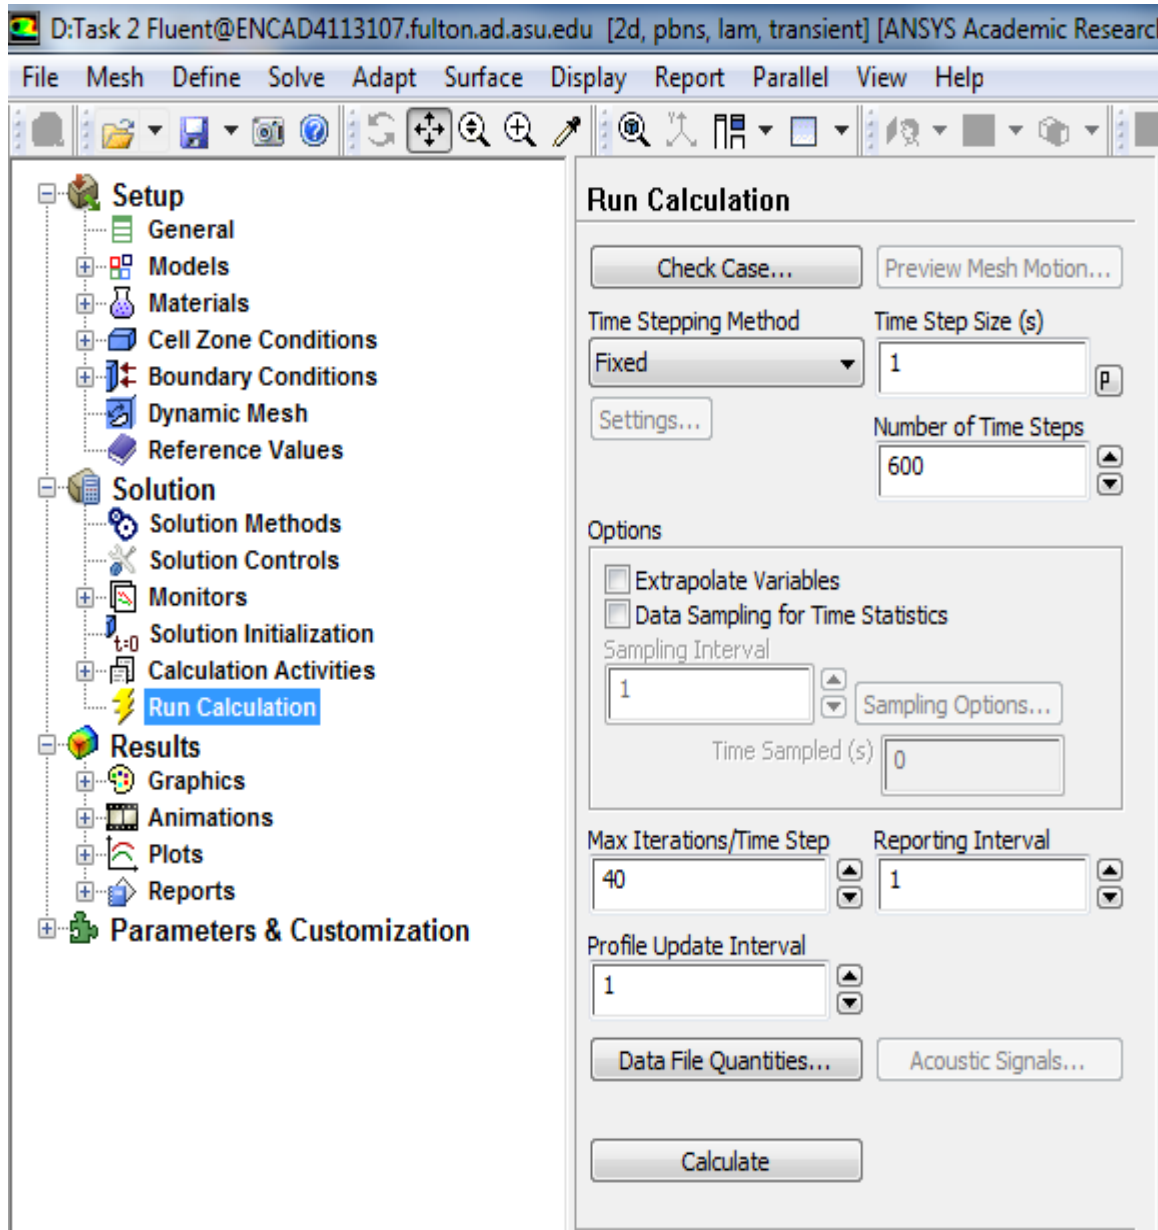 D:Task 2 Fluent@ENCAD4113107.fulton.ad.asu.edu [2d, pbns, lam, transient] [ANSYS Academic Research
File Mesh Define Solve Adapt Surface Display Report Parallel View Help
Setup
General
Models
Materials
Cell Zone Conditions
Boundary Conditions
Dynamic Mesh
Reference Values
Solution
Solution Methods
Solution Controls
Monitors
t=0 Solution Initialization
Calculation Activities
Run Calculation
Results
Graphics
Animations
Plots
Reports
Parameters & Customization
Run Calculation
Check Case... Preview Mesh Motion...
Time Stepping Method Time Step Size (s)
Fixed 1 P
Settings... Number of Time Steps
600
Options
Extrapolate Variables
Data Sampling for Time Statistics
Sampling Interval
1 Sampling Options...
Time Sampled (s) 0
Max Iterations/Time Step Reporting Interval
40 1
Profile Update Interval
1
Data File Quantities... Acoustic Signals...
Calculate